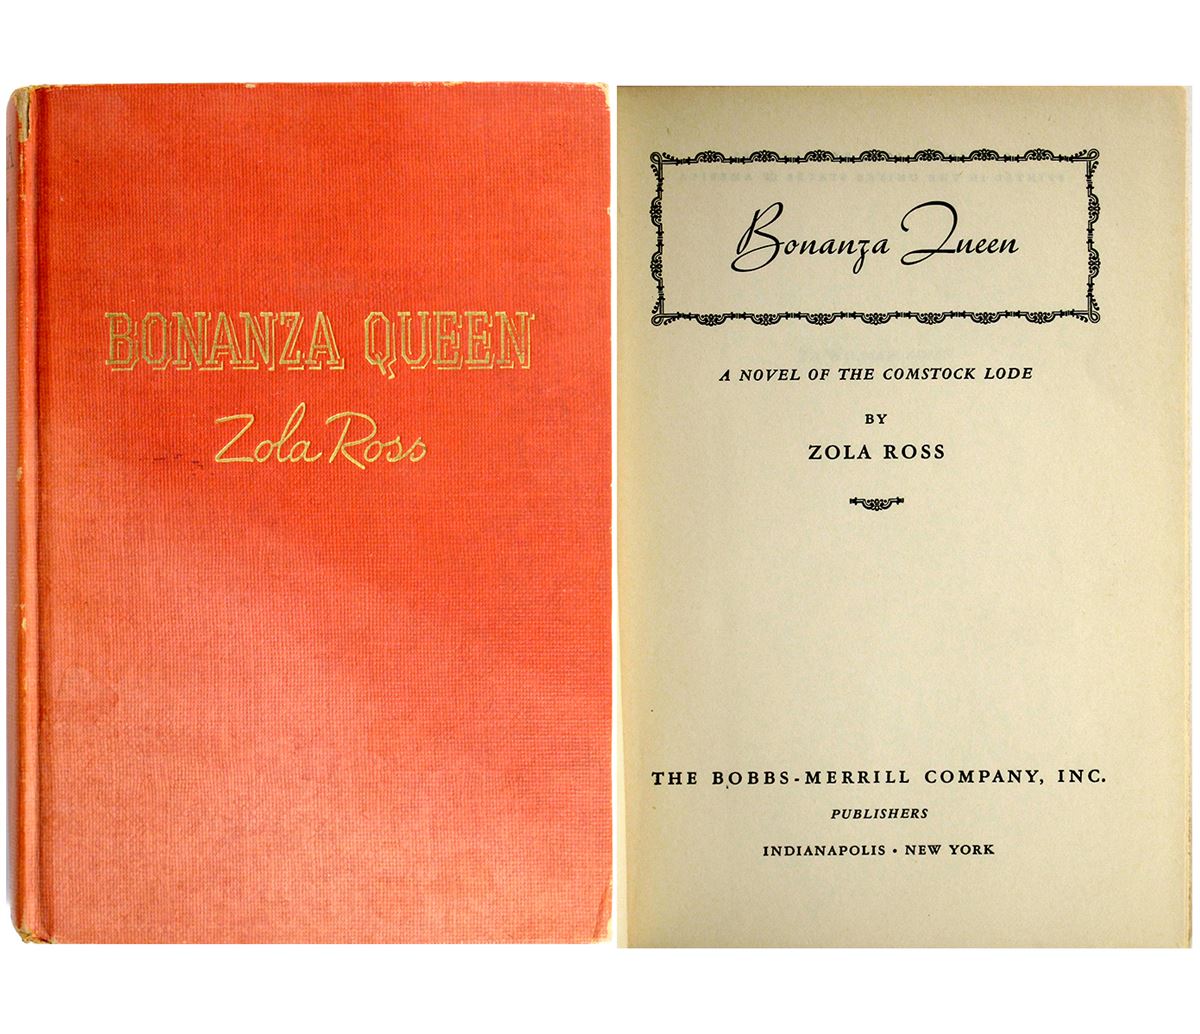 BONANZA QUEEN
Zola Ross
Bonanza Queen
A NOVEL OF THE COMSTOCK LODE
BY
ZOLA ROSS
THE BOBBS-MERRILL COMPANY, INC.
PUBLISHERS
INDIANAPOLIS • NEW YORK